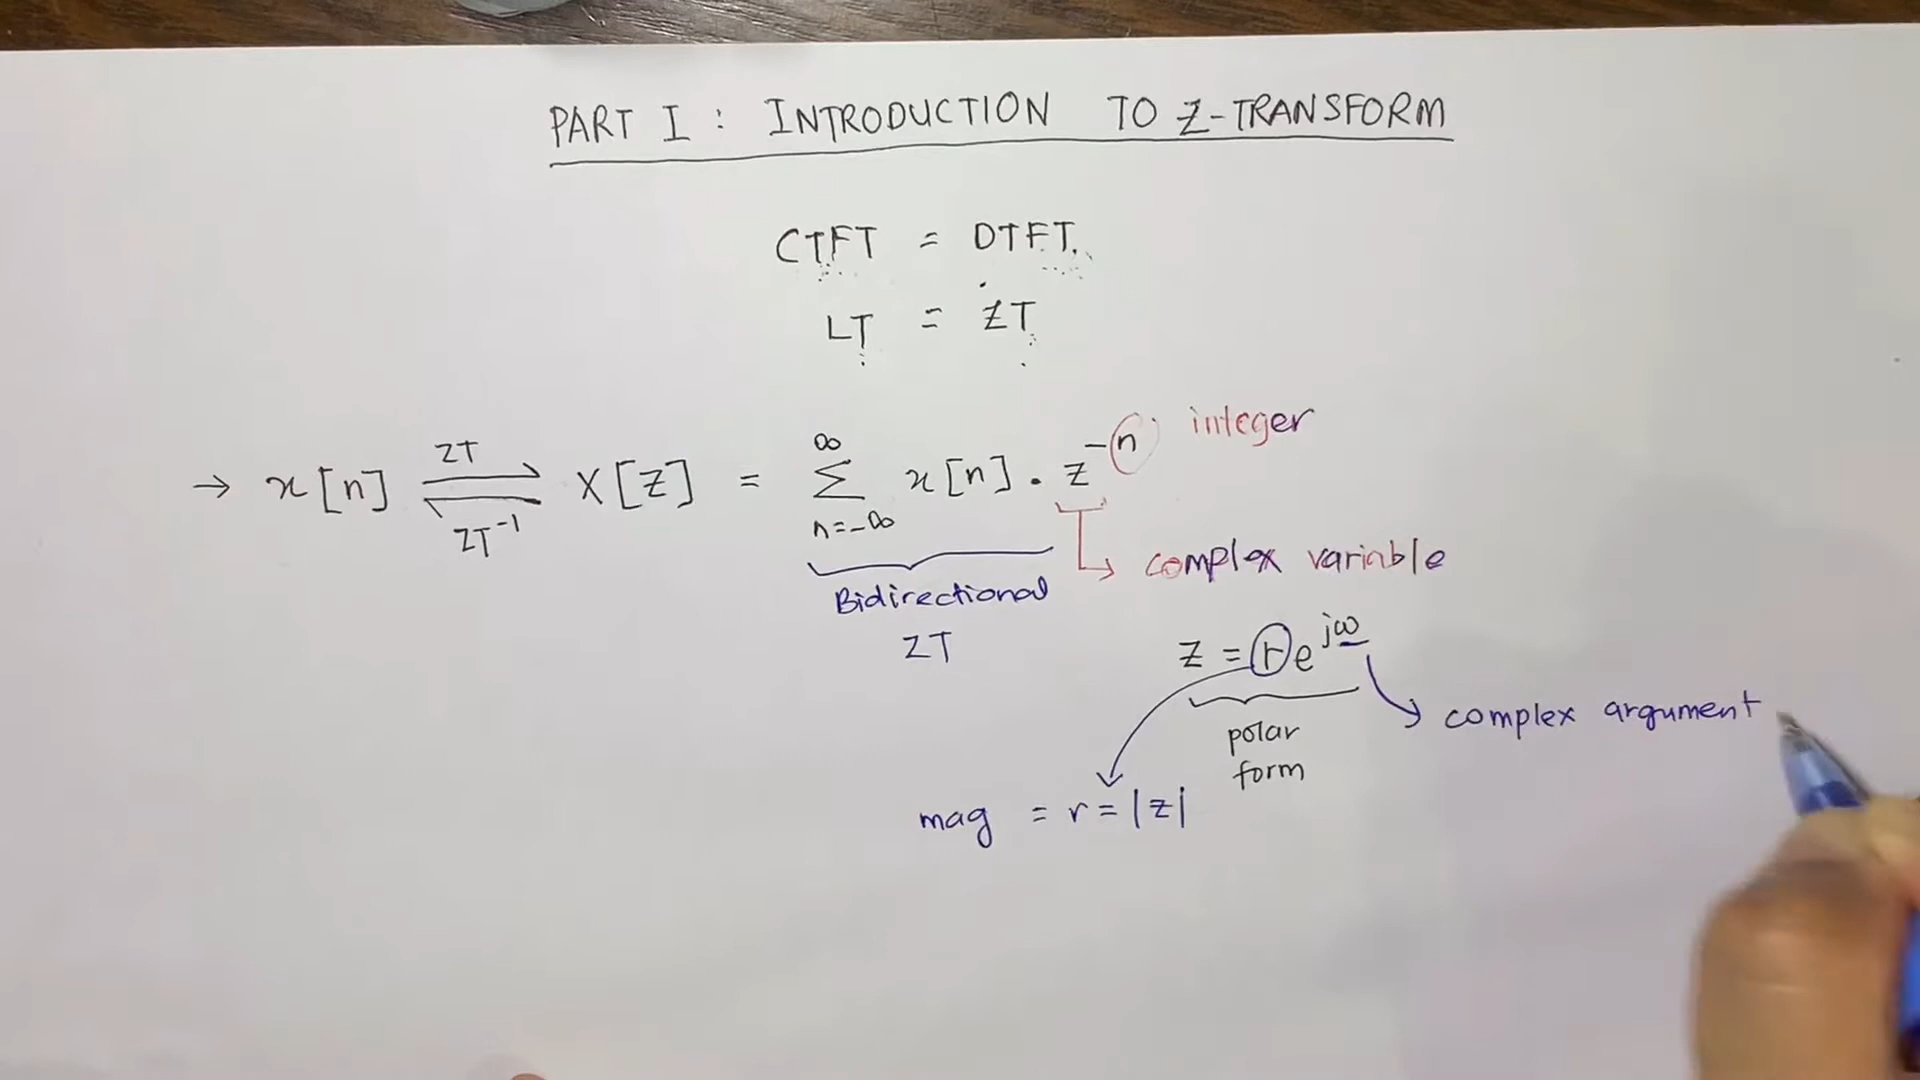 PART I : INTRODUCTION TO Z-TRANSFORM
CTFT = DTFT
LT = ZT
→ x[n] ZT ⇌ ZT⁻¹ X[Z] = ∞ Σ n=-∞ x[n] . z⁻ⁿ integer
complex variable
Bidirectional
ZT
z = re^jω
complex argument
polar
form
mag = r = |z|